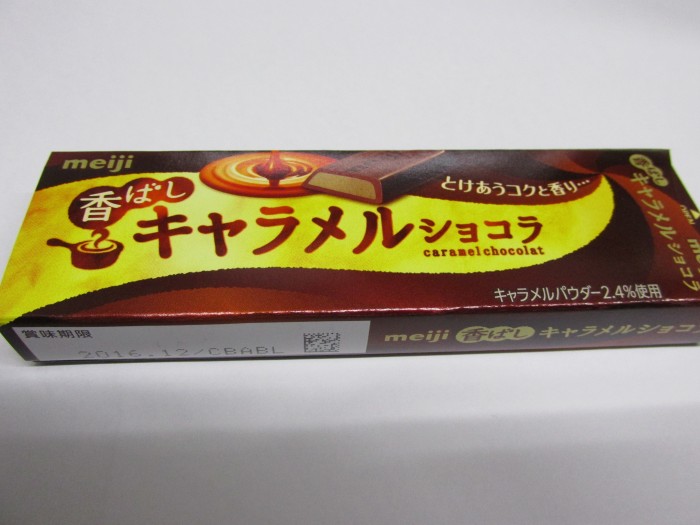 meiji
香ばし
キャラメルショコラ
caramel chocolat
とけあうコクと香り…
キャラメルパウダー2.4%使用
香ばし
キャラメルショコラ
賞味期限
2016.12/CBABL
meiji 香ばし キャラメルショコ